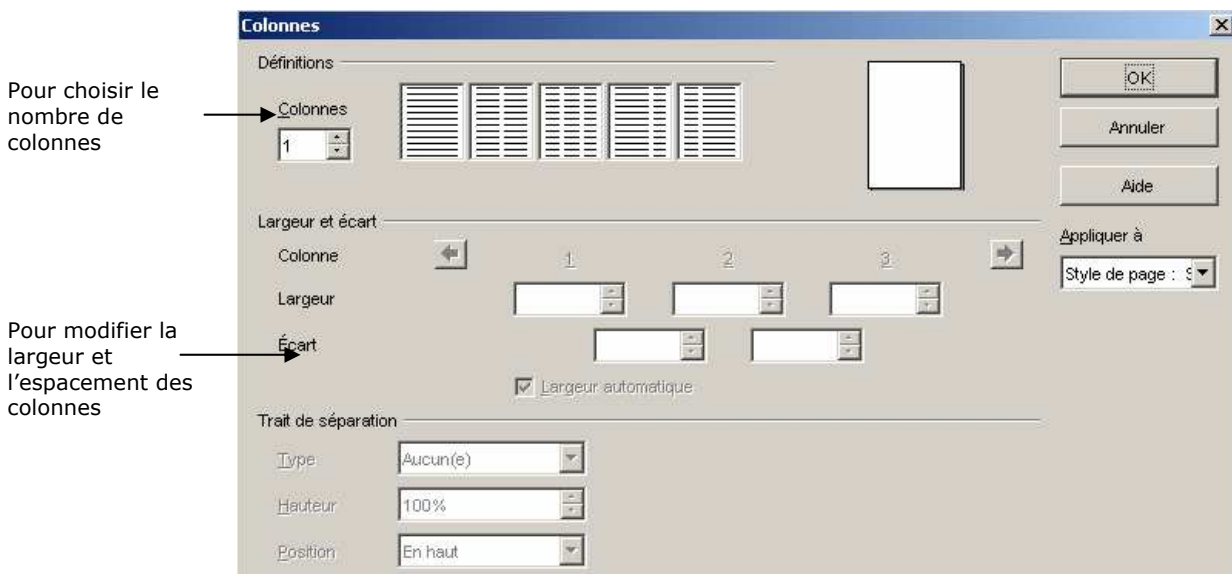 Colonnes
Définitions
Pour choisir le
nombre de
colonnes
Colonnes
1
OK
Annuler
Aide
Largeur et écart
Appliquer à
Colonne
1
2
3
Style de page : S
Largeur
Pour modifier la
largeur et
l'espacement des
colonnes
Écart
Largeur automatique
Trait de séparation
Type
Aucun(e)
Hauteur
100%
Position
En haut